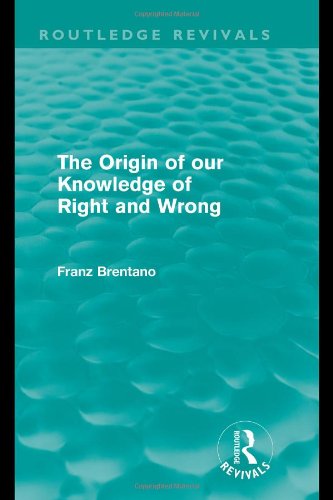 ROUTLEDGE REVIVALS
The Origin of our
Knowledge of
Right and Wrong
Franz Brentano
ROUTLEDGE
REVIVALS